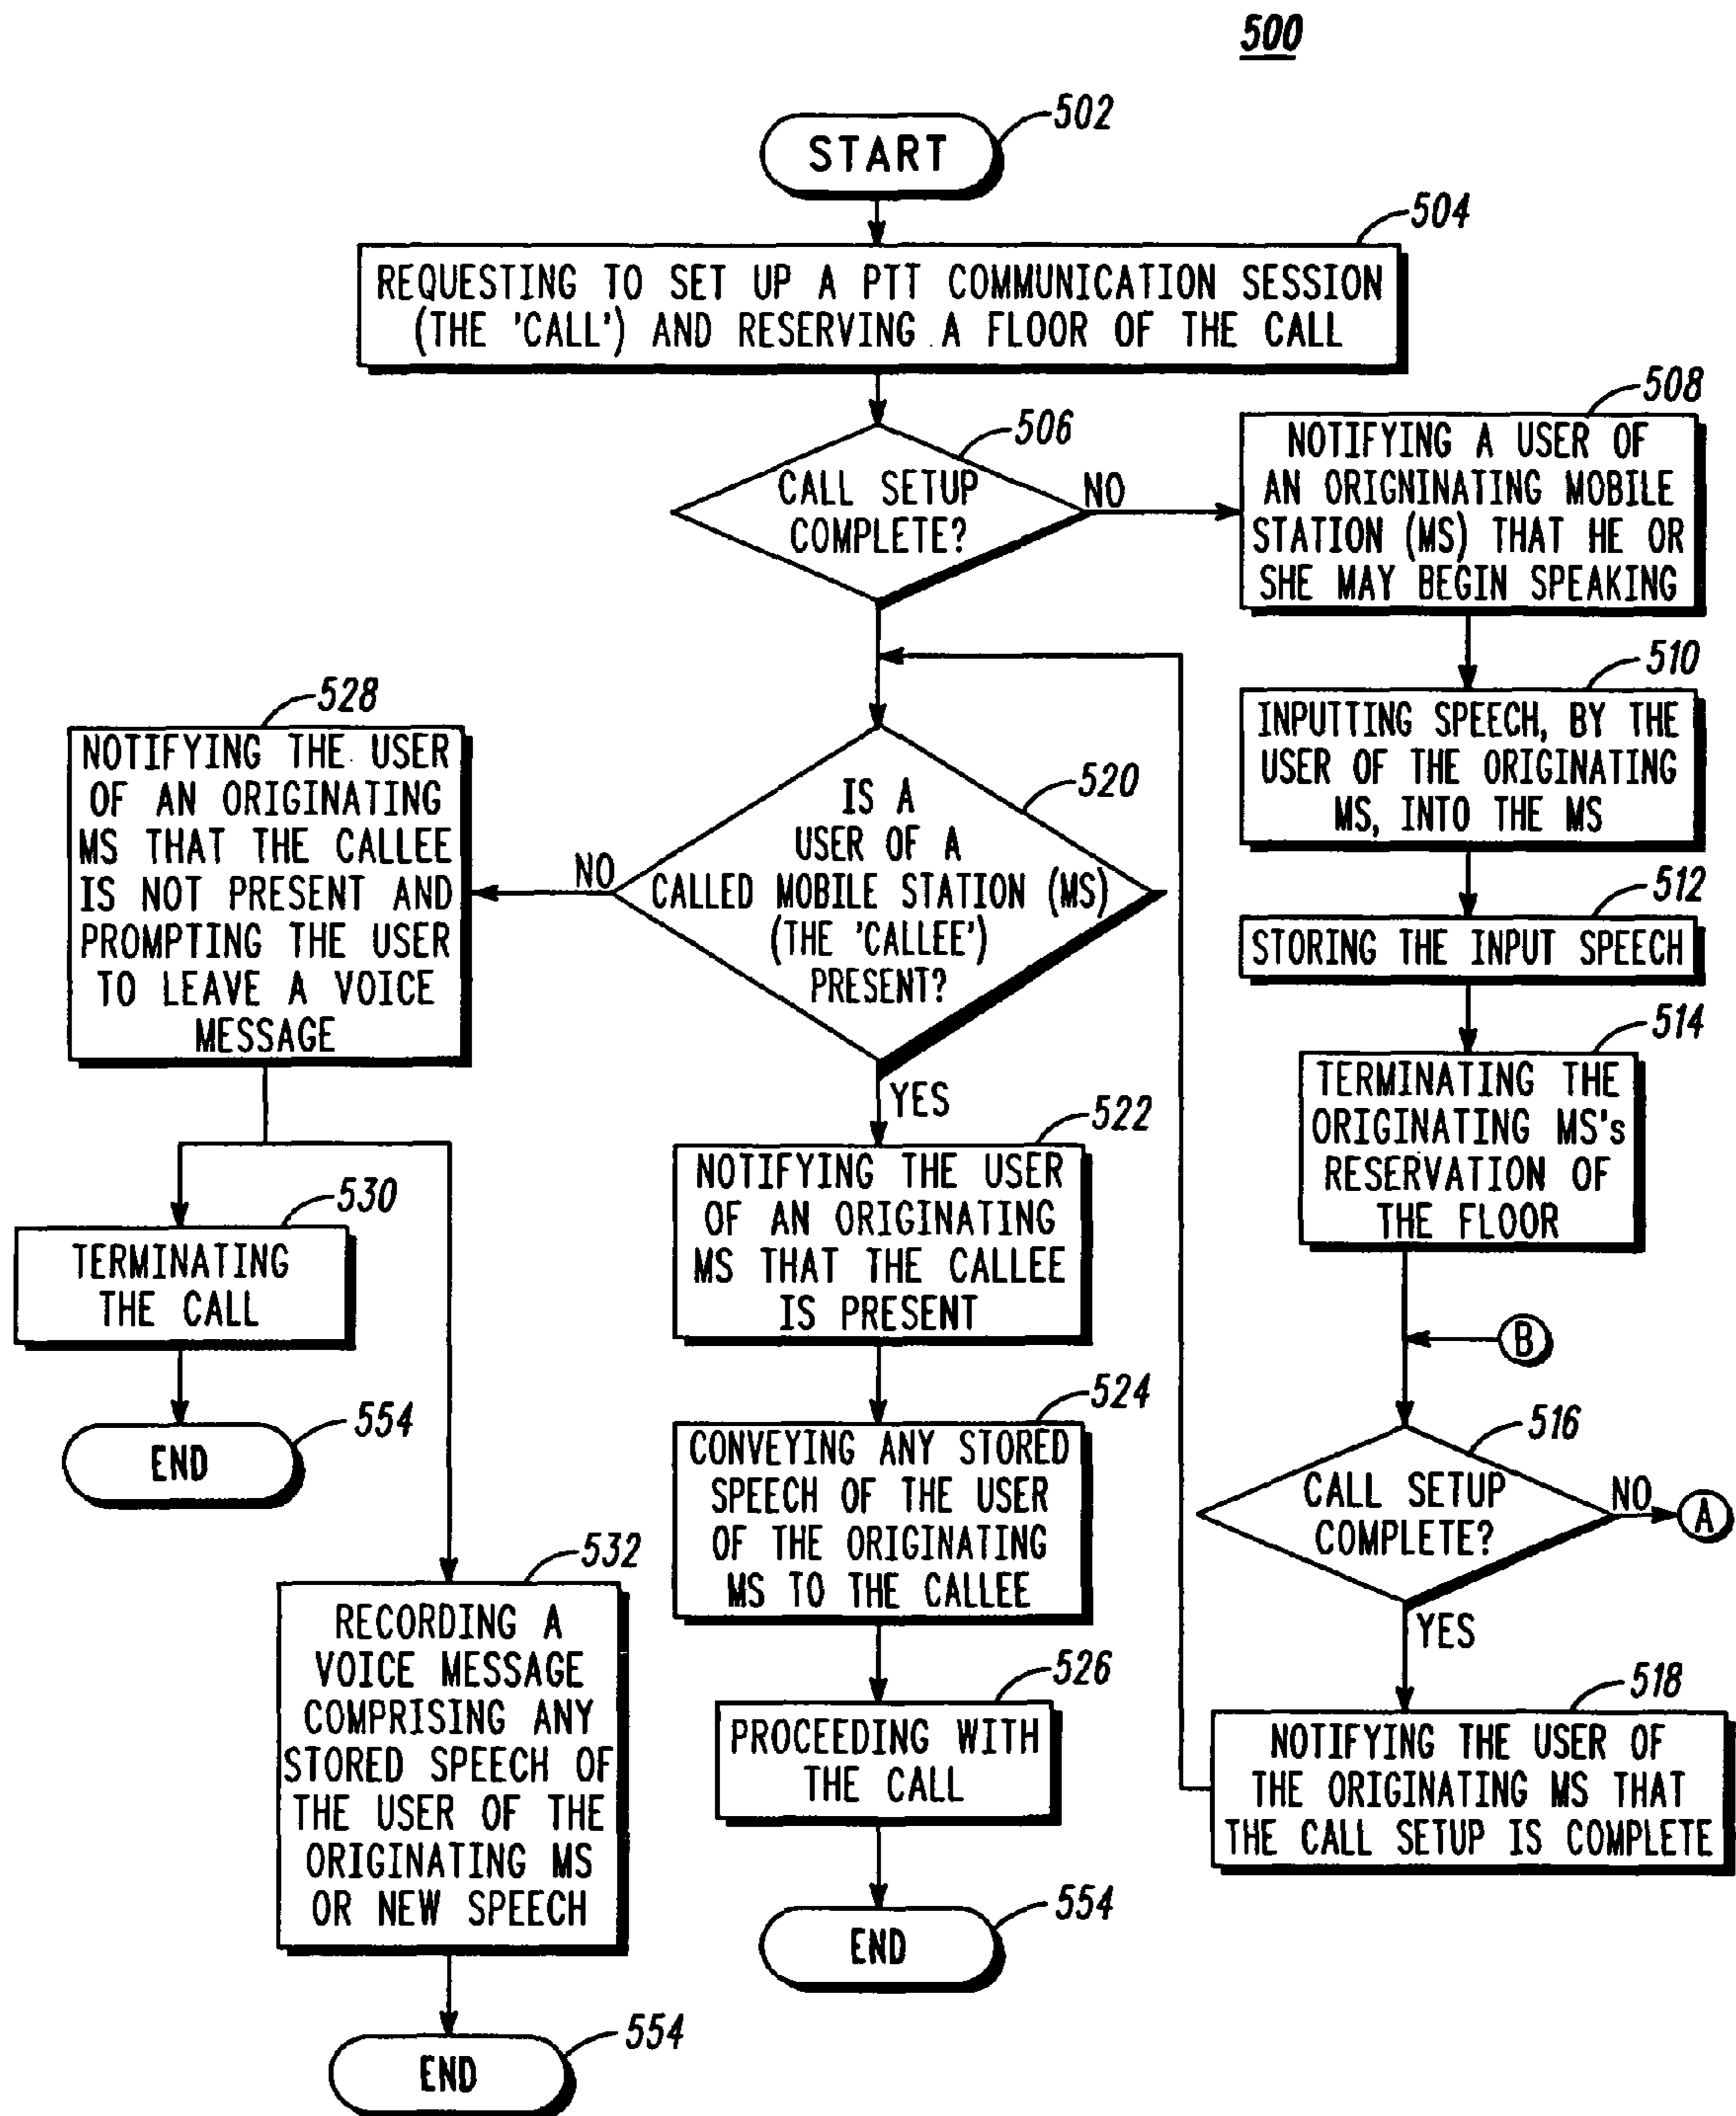 500
502
START
504
REQUESTING TO SET UP A PTT COMMUNICATION SESSION
(THE 'CALL') AND RESERVING A FLOOR OF THE CALL
506
CALL SETUP
COMPLETE?
NO
508
NOTIFYING A USER OF
AN ORIGNINATING MOBILE
STATION (MS) THAT HE OR
SHE MAY BEGIN SPEAKING
510
INPUTTING SPEECH, BY THE
USER OF THE ORIGINATING
MS, INTO THE MS
512
STORING THE INPUT SPEECH
514
TERMINATING THE
ORIGINATING MS's
RESERVATION OF
THE FLOOR
B
516
CALL SETUP
COMPLETE?
NO
A
YES
518
NOTIFYING THE USER OF
THE ORIGINATING MS THAT
THE CALL SETUP IS COMPLETE
520
IS A
USER OF A
CALLED MOBILE STATION (MS)
(THE 'CALLEE')
PRESENT?
NO
YES
522
NOTIFYING THE USER
OF AN ORIGINATING
MS THAT THE CALLEE
IS PRESENT
524
CONVEYING ANY STORED
SPEECH OF THE USER
OF THE ORIGINATING
MS TO THE CALLEE
526
PROCEEDING WITH
THE CALL
554
END
528
NOTIFYING THE USER
OF AN ORIGINATING
MS THAT THE CALLEE
IS NOT PRESENT AND
PROMPTING THE USER
TO LEAVE A VOICE
MESSAGE
530
TERMINATING
THE CALL
554
END
532
RECORDING A
VOICE MESSAGE
COMPRISING ANY
STORED SPEECH OF
THE USER OF THE
ORIGINATING MS
OR NEW SPEECH
554
END